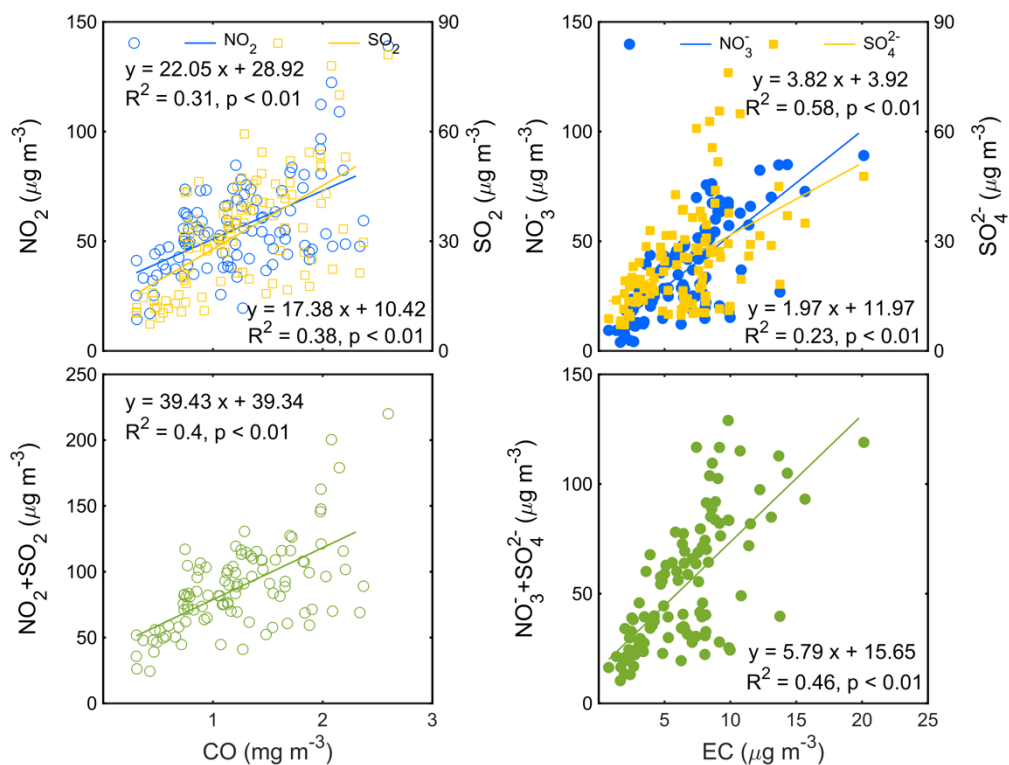 150
100
50
0
NO₂ (μg m⁻³)
NO₂
SO₂
y = 22.05 x + 28.92
R² = 0.31, p < 0.01
y = 17.38 x + 10.42
R² = 0.38, p < 0.01
90
60
30
0
SO₂ (μg m⁻³)
150
100
50
0
NO₃⁻ (μg m⁻³)
NO₃⁻
SO₄²⁻
y = 3.82 x + 3.92
R² = 0.58, p < 0.01
y = 1.97 x + 11.97
R² = 0.23, p < 0.01
90
60
30
0
SO₄²⁻ (μg m⁻³)
250
200
150
100
50
0
NO₂+SO₂ (μg m⁻³)
y = 39.43 x + 39.34
R² = 0.4, p < 0.01
1 2 3
CO (mg m⁻³)
150
100
50
0
NO₃⁻+SO₄²⁻ (μg m⁻³)
y = 5.79 x + 15.65
R² = 0.46, p < 0.01
5 10 15 20 25
EC (μg m⁻³)